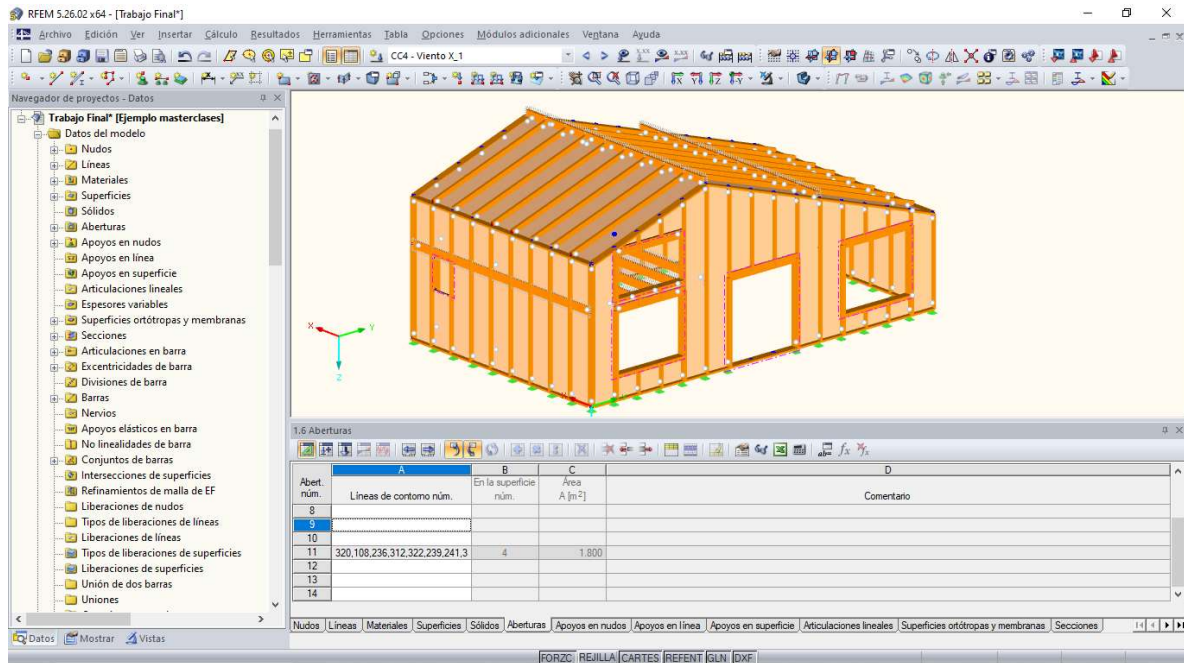 RFEM 5.26.02 x64 - [Trabajo Final*]
Archivo Edición Ver Insertar Cálculo Resultados Herramientas Tabla Opciones Módulos adicionales Ventana Ayuda
CC4 - Viento X_1
Navegador de proyectos - Datos
Trabajo Final* [Ejemplo masterclases]
Datos del modelo
Nudos
Líneas
Materiales
Superficies
Sólidos
Aberturas
Apoyos en nudos
Apoyos en línea
Apoyos en superficie
Articulaciones lineales
Espesores variables
Superficies ortótropas y membranas
Secciones
Articulaciones en barra
Excentricidades de barra
Divisiones de barra
Barras
Nervios
Apoyos elásticos en barra
No linealidades de barra
Conjuntos de barras
Intersecciones de superficies
Refinamientos de malla de EF
Liberaciones de nudos
Tipos de liberaciones de líneas
Liberaciones de líneas
Tipos de liberaciones de superficies
Liberaciones de superficies
Unión de dos barras
Uniones
Datos Mostrar Vistas
X Y
Z
1.6 Aberturas
A B C D
Abert. núm. Líneas de contorno núm. En la superficie núm. Área A [m²] Comentario
8
9
10
11 320,108,236,312,322,239,241,3 4 1.800
12
13
14
Nudos Líneas Materiales Superficies Sólidos Aberturas Apoyos en nudos Apoyos en línea Apoyos en superficie Articulaciones lineales Superficies ortótropas y membranas Secciones
FORZC REJILLA CARTES REFENT GLN DXF